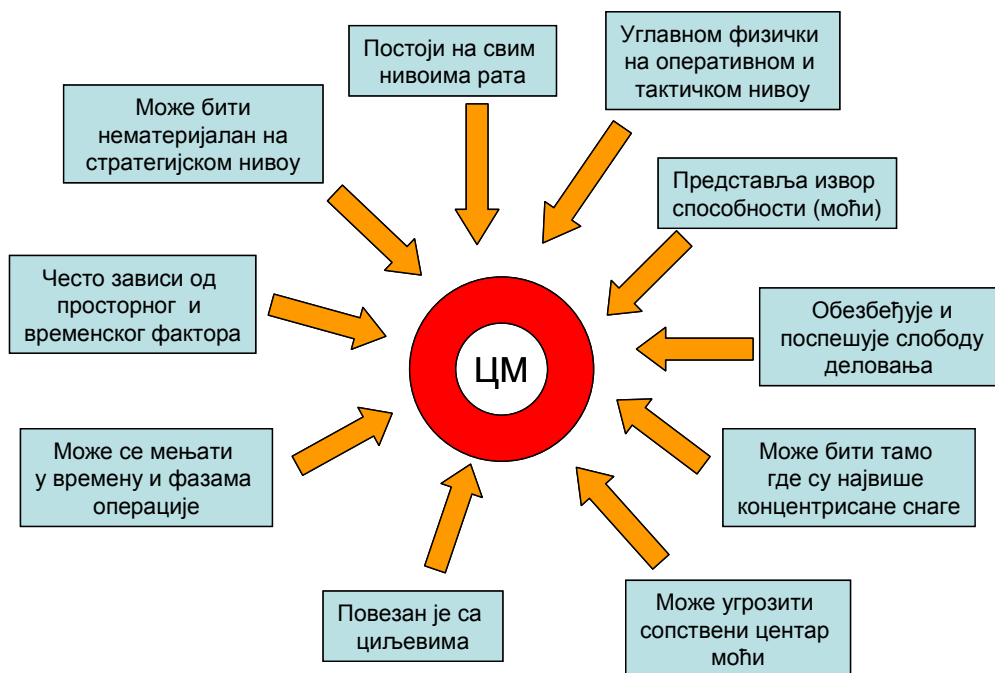 Постоји на свим
нивоима рата
Углавном физички
на оперативном и
тактичком нивоу
Може бити
нематеријалан на
стратегијском нивоу
Представља извор
способности (моћи)
Често зависи од
просторног и
временског фактора
Обезбеђује и
поспешује слободу
деловања
ЦМ
Може се мењати
у времену и фазама
операције
Може бити тамо
где су највише
концентрисане снаге
Повезан је са
циљевима
Може угрозити
сопствени центар
моћи